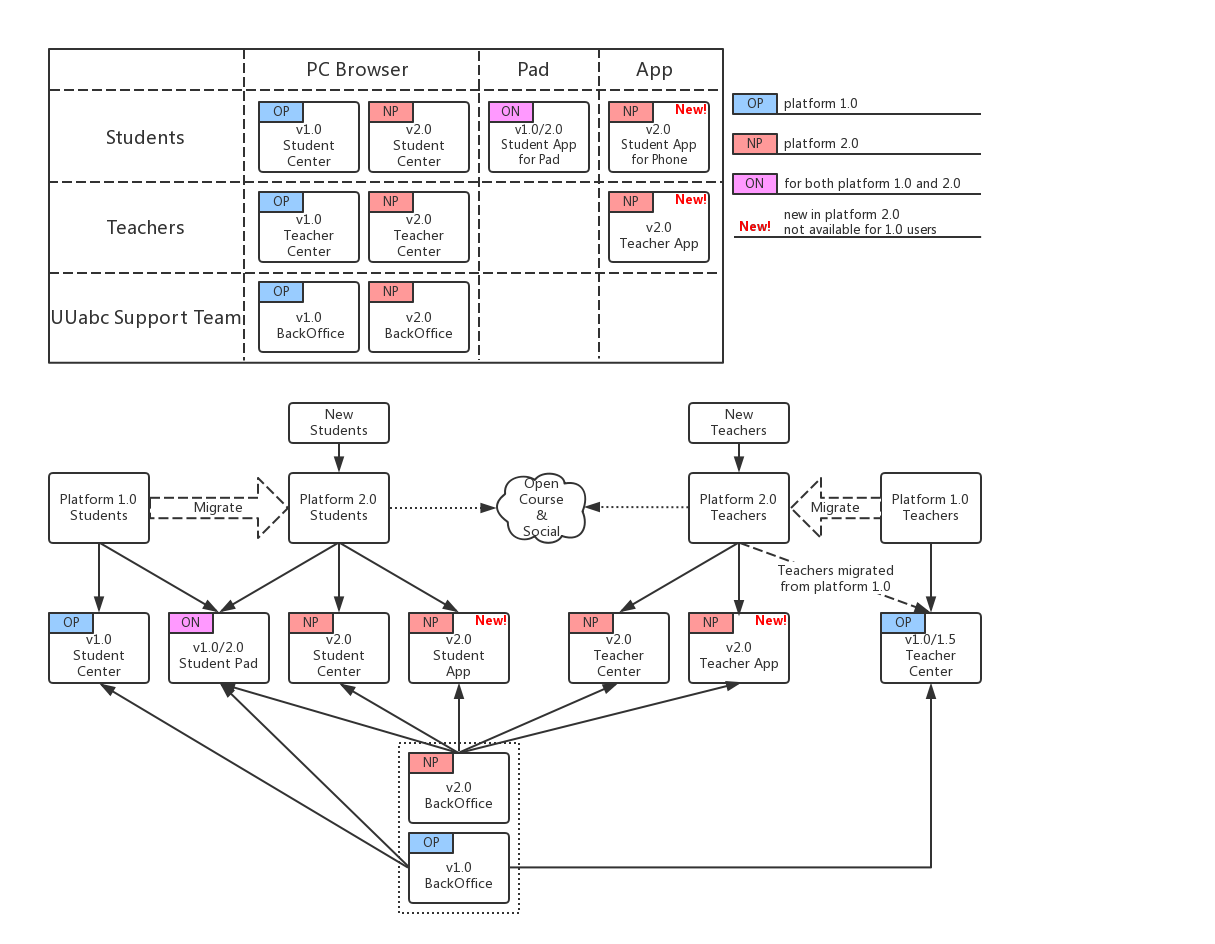 PC Browser
Pad
App
Students
OP
v1.0
Student
Center
NP
v2.0
Student
Center
ON
v1.0/2.0
Student App
for Pad
NP
New!
v2.0
Student App
for Phone
Teachers
OP
v1.0
Teacher
Center
NP
v2.0
Teacher
Center
NP
New!
v2.0
Teacher App
UUabc Support Team
OP
v1.0
BackOffice
NP
v2.0
BackOffice
OP
platform 1.0
NP
platform 2.0
ON
for both platform 1.0 and 2.0
New!
new in platform 2.0
not available for 1.0 users
New
Students
New
Teachers
Platform 1.0
Students
Migrate
Platform 2.0
Students
Open
Course
&
Social
Platform 2.0
Teachers
Migrate
Platform 1.0
Teachers
Teachers migrated
from platform 1.0
OP
v1.0
Student
Center
ON
v1.0/2.0
Student Pad
NP
v2.0
Student
Center
NP
New!
v2.0
Student
App
NP
v2.0
Teacher
Center
NP
New!
v2.0
Teacher App
OP
v1.0/1.5
Teacher
Center
NP
v2.0
BackOffice
OP
v1.0
BackOffice